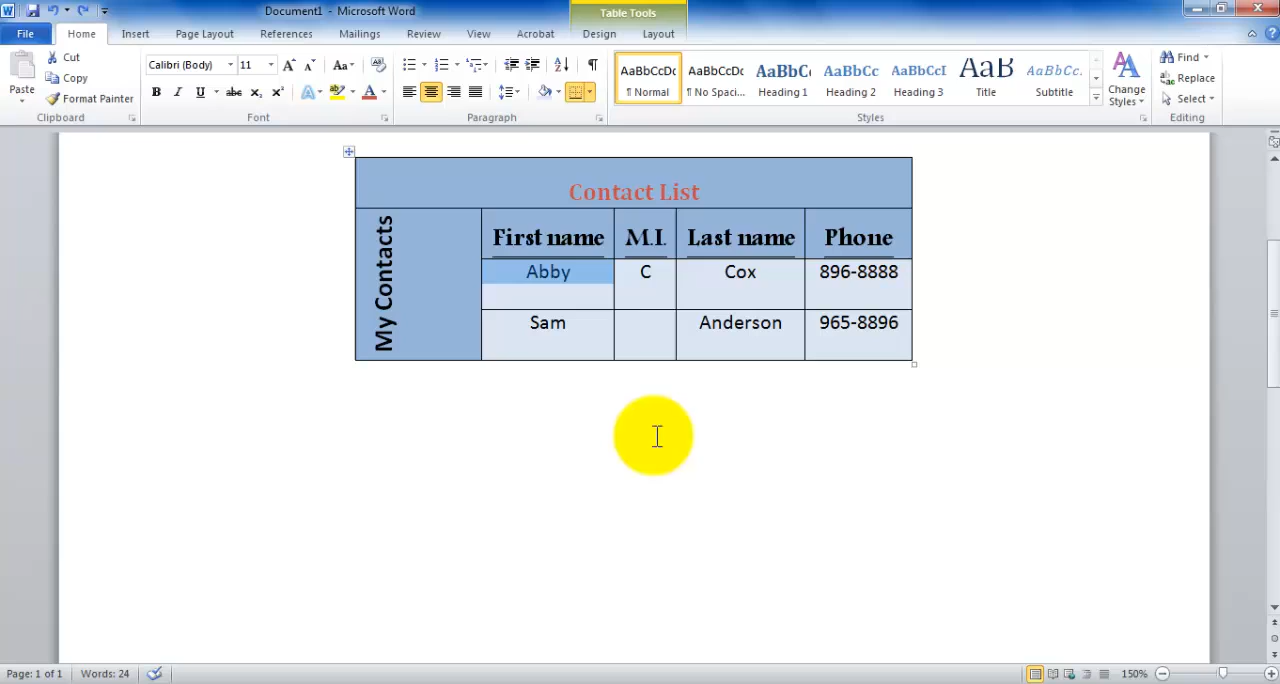 Document1 - Microsoft Word
Table Tools
File Home Insert Page Layout References Mailings Review View Acrobat Design Layout
Paste
Cut
Copy
Format Painter
Clipboard
Calibri (Body) 11
Font
Paragraph
AaBbCcDc AaBbCcDc AaBbC AaBbCc AaBbCcI AaB AaBbCc.
¶ Normal ¶ No Spaci... Heading 1 Heading 2 Heading 3 Title Subtitle
Change
Styles
Styles
Find
Replace
Select
Editing
Contact List
My Contacts
First name M.I. Last name Phone
Abby C Cox 896-8888
Sam Anderson 965-8896
Page: 1 of 1 Words: 24 150%